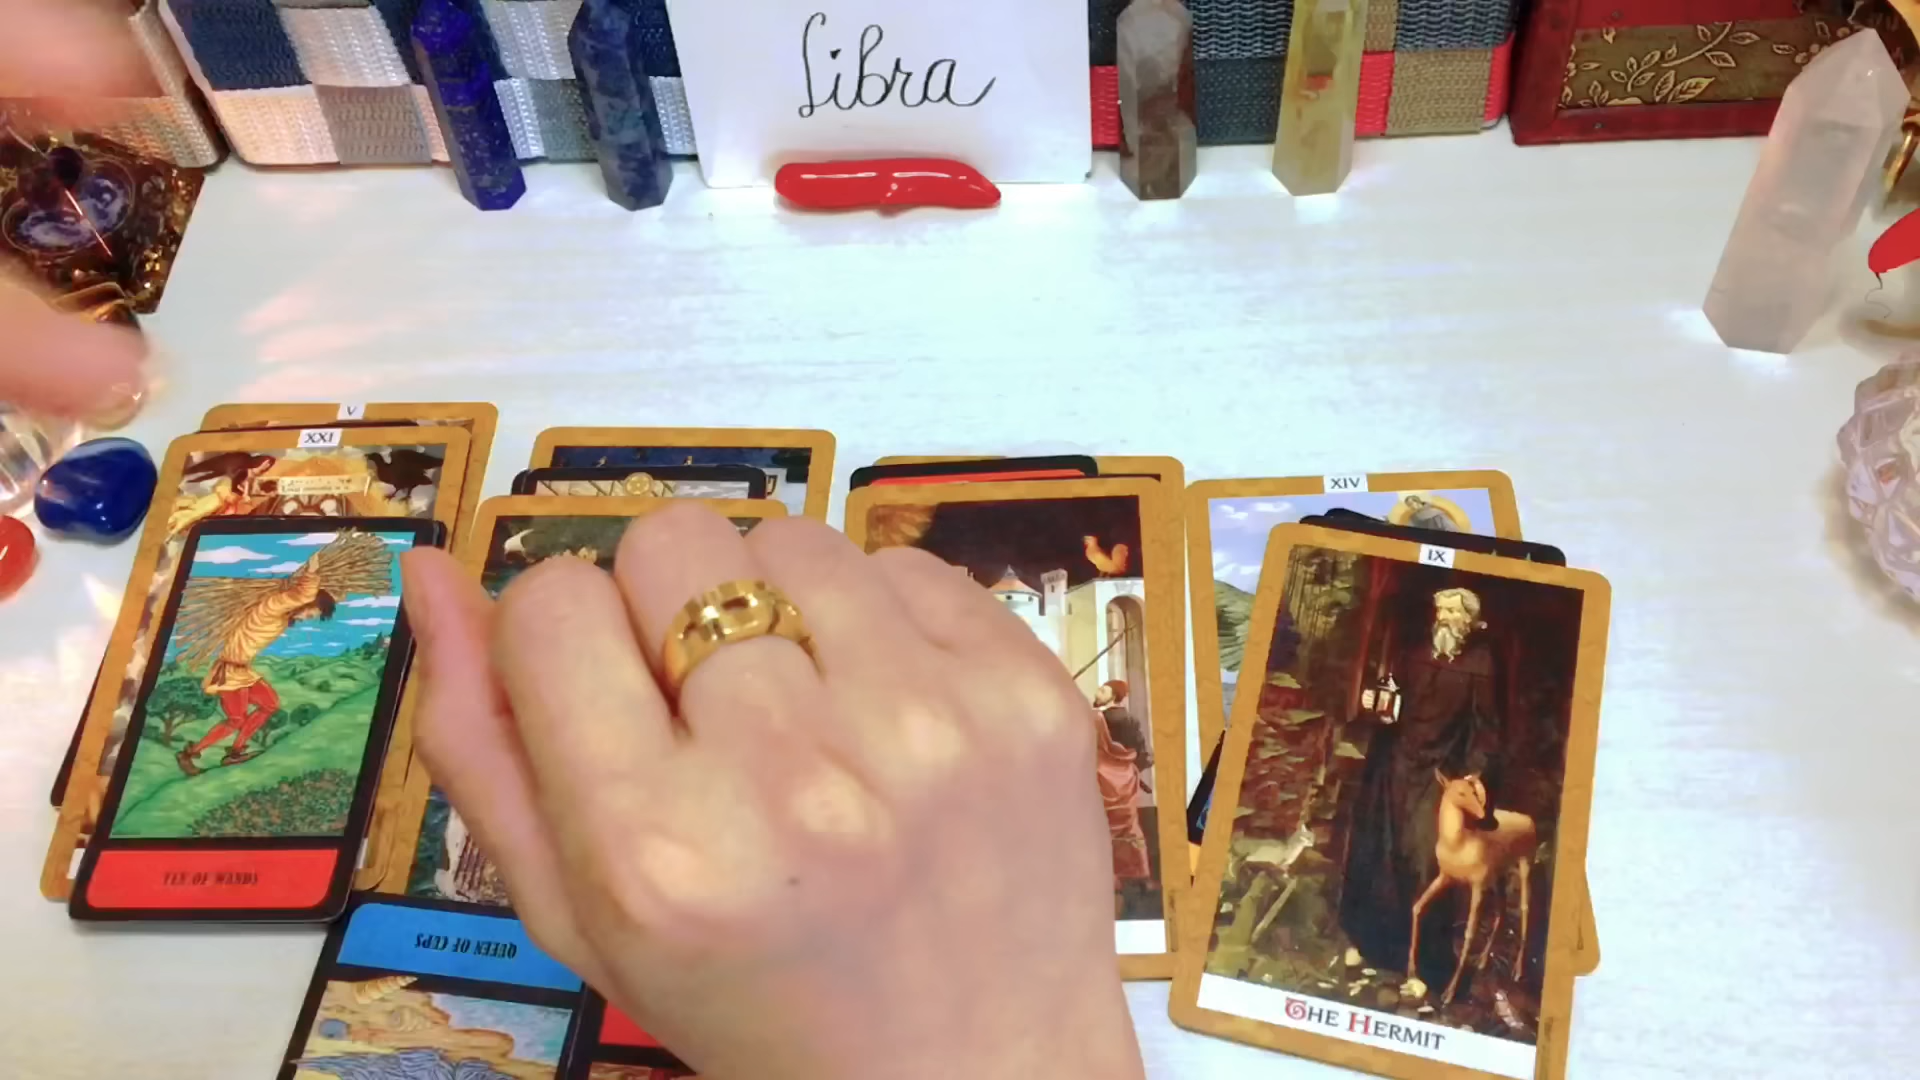 Libra
V
XXI
XIV
IX
TEN OF WANDS
QUEEN OF CUPS
THE HERMIT